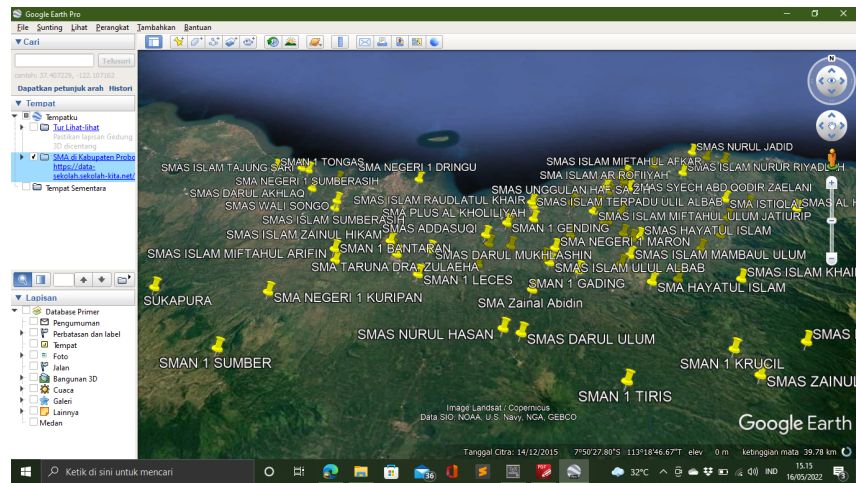 Google Earth Pro
File Sunting Lihat Perangkat Tambahkan Bantuan
Cari
Telusuri
contoh: 37.407229, -122.107162
Dapatkan petunjuk arah Histori
Tempat
Tempatku
Tur Lihat-lihat
Pastikan lapisan Gedung
3D dicentang
SMA di Kabupaten Probo
https://data-
sekolah.sekolah-kita.net/
Tempat Sementara
Lapisan
Database Primer
Pengumuman
Perbatasan dan label
Tempat
Foto
Jalan
Bangunan 3D
Cuaca
Galeri
Lainnya
Medan
N
SMAS NURUL JADID
SMAS ISLAM TAJUNG SARI
SMAN 1 TONGAS
SMA NEGERI 1 DRINGU
SMAS ISLAM MIFTAHUL AFKAR
SMAS ISLAM NURUR RIYADLOH
SMA ISLAM AR ROFIIYAH
SMA NEGERI 1 SUMBERASIH
SMAS DARUL AKHLAQ
SMAS UNGGULAN HAF-SA
SMAS SYECH ABD QODIR ZAELANI
SMAS WALI SONGO
SMAS ISLAM RAUDLATUL KHAIR
SMAS ISLAM TERPADU ULIL ALBAB
SMA ISTIQLA
SMAS AL H
SMAS ISLAM SUMBERASIH
SMA PLUS AL KHOLILIYAH
SMAS ISLAM MIFTAHUL ULUM JATIURIP
SMAS ISLAM ZAINUL HIKAM
SMAS ADDASUQI
SMAN 1 GENDING
SMAS HAYATUL ISLAM
SMAS ISLAM MIFTAHUL ARIFIN
SMAN 1 BANTARAN
SMAS DARUL MUKHLASHIN
SMA NEGERI 1 MARON
SMAS ISLAM MAMBAUL ULUM
SMA TARUNA DRA. ZULAEHA
SMAS ISLAM ULUL ALBAB
SMAN 1 LECES
SMAN 1 GADING
SMA HAYATUL ISLAM
SMAS ISLAM KHAI
SUKAPURA
SMA NEGERI 1 KURIPAN
SMA Zainal Abidin
SMAS NURUL HASAN
SMAS DARUL ULUM
SMAS
SMAN 1 SUMBER
SMAN 1 KRUCIL
SMAN 1 TIRIS
SMAS ZAINUL
Image Landsat / Copernicus
Data SIO, NOAA, U.S. Navy, NGA, GEBCO
Google Earth
Tanggal Citra: 14/12/2015 7°50'27.80"S 113°18'46.67"T elev 0 m ketinggian mata 39.78 km
Ketik di sini untuk mencari
36
32°C
IND
15.15
16/05/2022
3